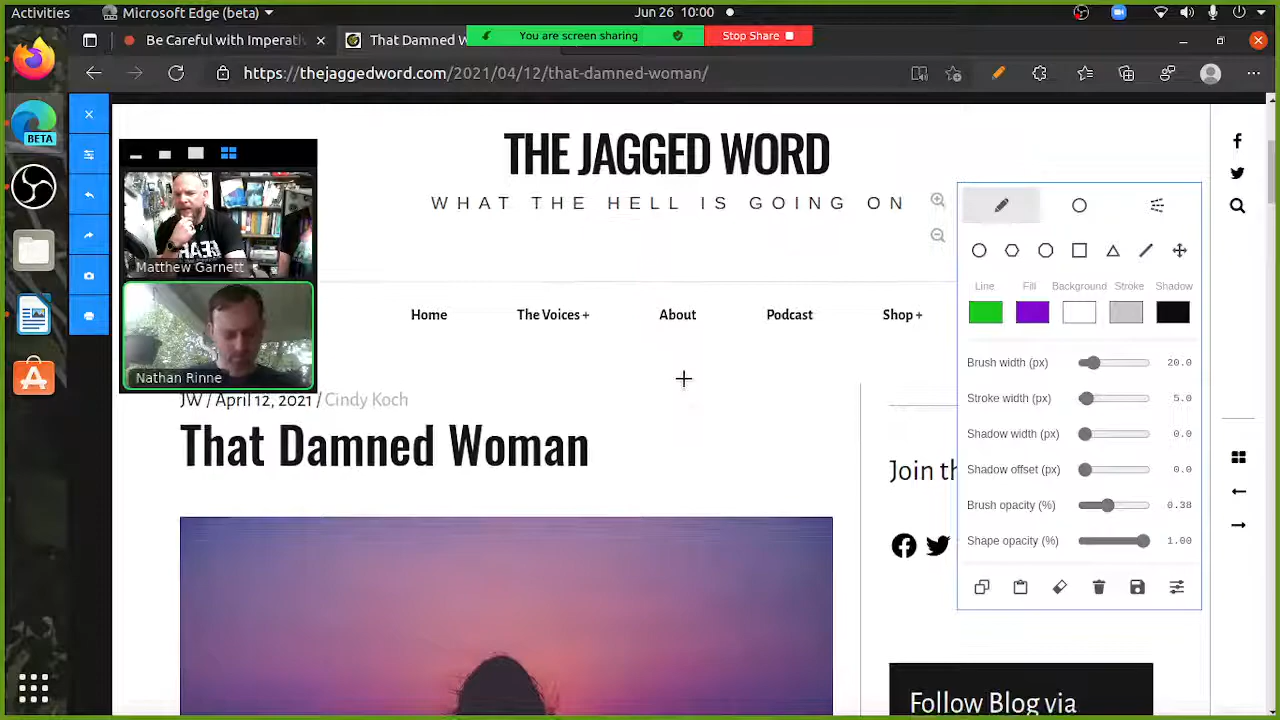 Activities
Microsoft Edge (beta)
Jun 26 10:00
Be Careful with Imperati
That Damned W
You are screen sharing
Stop Share
https://thejaggedword.com/2021/04/12/that-damned-woman/
BETA
THE JAGGED WORD
WHAT THE HELL IS GOING ON
Matthew Garnett
Nathan Rinne
Home
The Voices +
About
Podcast
Shop +
JW / April 12, 2021 / Cindy Koch
That Damned Woman
Join th
Follow Blog via
Line
Fill
Background
Stroke
Shadow
Brush width (px)
20.0
Stroke width (px)
5.0
Shadow width (px)
0.0
Shadow offset (px)
0.0
Brush opacity (%)
0.38
Shape opacity (%)
1.00